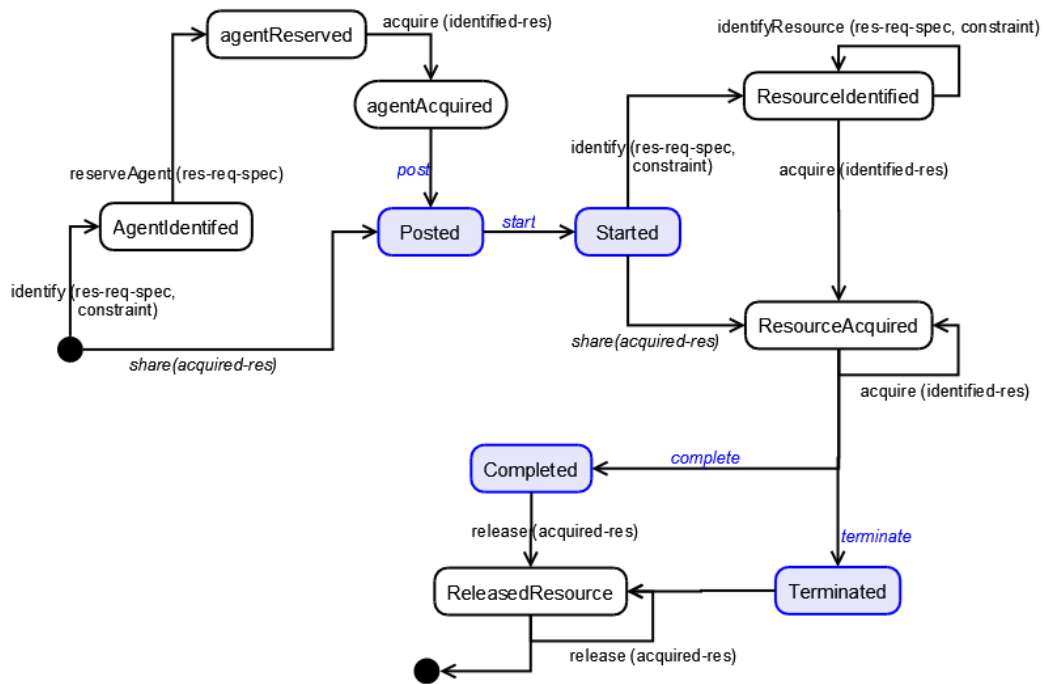 agentReserved
acquire (identified-res)
identifyResource (res-req-spec, constraint)
agentAcquired
ResourceIdentified
reserveAgent (res-req-spec)
post
identify (res-req-spec,
constraint)
acquire (identified-res)
AgentIdentifed
Posted
start
Started
identify (res-req-spec,
constraint)
share(acquired-res)
share(acquired-res)
ResourceAcquired
acquire (identified-res)
Completed
complete
release (acquired-res)
terminate
ReleasedResource
Terminated
release (acquired-res)